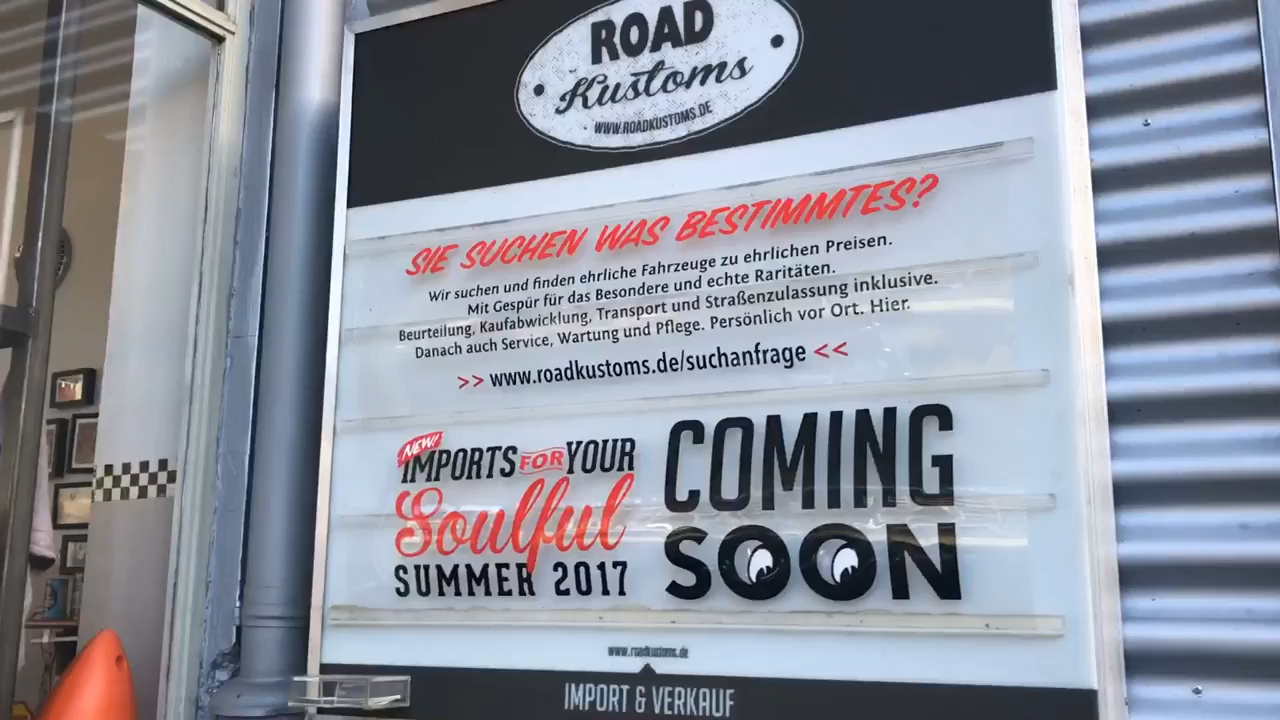 ROAD
Kustoms
WWW.ROADKUSTOMS.DE
SIE SUCHEN WAS BESTIMMTES?
Wir suchen und finden ehrliche Fahrzeuge zu ehrlichen Preisen.
Mit Gespür für das Besondere und echte Raritäten.
Beurteilung, Kaufabwicklung, Transport und Straßenzulassung inklusive.
Danach auch Service, Wartung und Pflege. Persönlich vor Ort. Hier.
>> www.roadkustoms.de/suchanfrage <<
NEW!
IMPORTS FOR YOUR
Soulful
SUMMER 2017
COMING
SOON
www.roadkustoms.de
IMPORT & VERKAUF